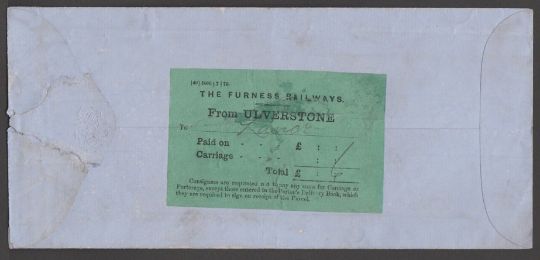 THE FURNESS RAILWAYS.
From ULVERSTONE
To
Paid on - - £ : :
Carriage - - : :
Total £ : :
Consignees are requested not to pay any sum for Carriage or
Porterage, except those entered in the Porter's Delivery Book, which
they are required to sign on receipt of the Parcel.